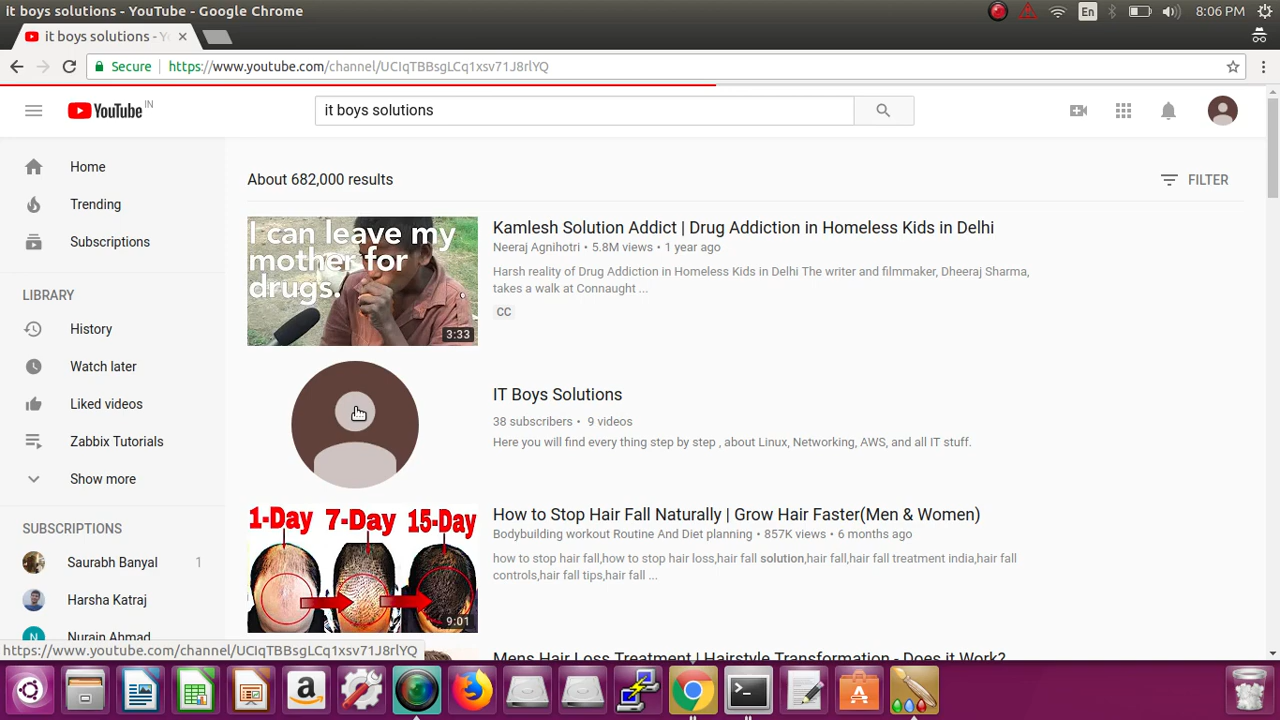 it boys solutions - YouTube - Google Chrome
En
8:06 PM
it boys solutions - Y
Secure
https://www.youtube.com/channel/UCIqTBBsgLCq1xsv71J8rlYQ
YouTube IN
it boys solutions
Home
Trending
Subscriptions
LIBRARY
History
Watch later
Liked videos
Zabbix Tutorials
Show more
SUBSCRIPTIONS
Saurabh Banyal 1
Harsha Katraj
N
Nurain Ahmad
About 682,000 results
FILTER
I can leave my
mother for
drugs.
3:33
Kamlesh Solution Addict | Drug Addiction in Homeless Kids in Delhi
Neeraj Agnihotri • 5.8M views • 1 year ago
Harsh reality of Drug Addiction in Homeless Kids in Delhi The writer and filmmaker, Dheeraj Sharma,
takes a walk at Connaught ...
CC
IT Boys Solutions
38 subscribers • 9 videos
Here you will find every thing step by step , about Linux, Networking, AWS, and all IT stuff.
1-Day 7-Day 15-Day
9:01
How to Stop Hair Fall Naturally | Grow Hair Faster(Men & Women)
Bodybuilding workout Routine And Diet planning • 857K views • 6 months ago
how to stop hair fall,how to stop hair loss,hair fall solution,hair fall,hair fall treatment india,hair fall
controls,hair fall tips,hair fall ...
Mens Hair Loss Treatment | Hairstyle Transformation - Does it Work?
https://www.youtube.com/channel/UCIqTBBsgLCq1xsv71J8rlYQ